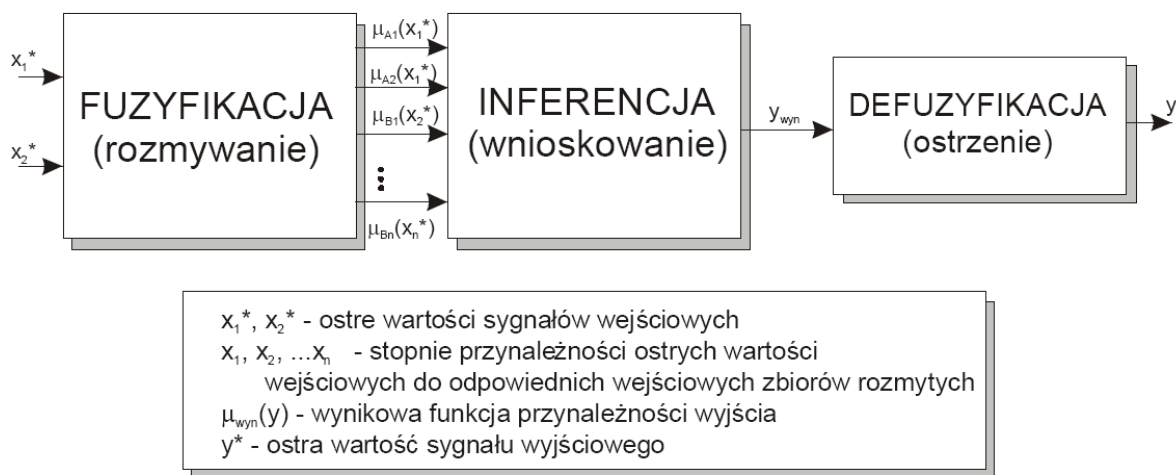 x₁*
x₂*
FUZYFIKACJA
(rozmywanie)
μA1(x₁*)
μA2(x₁*)
μB1(x₂*)
...
μBn(xn*)
INFERENCJA
(wnioskowanie)
ywyn
DEFUZYFIKACJA
(ostrzenie)
y
x₁*, x₂* - ostre wartości sygnałów wejściowych
x₁, x₂, ...xn - stopnie przynależności ostrych wartości
wejściowych do odpowiednich wejściowych zbiorów rozmytych
μwyn(y) - wynikowa funkcja przynależności wyjścia
y* - ostra wartość sygnału wyjściowego